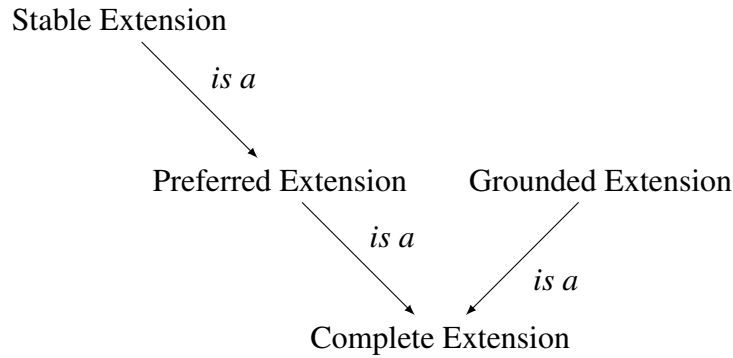 Stable Extension
is a
Preferred Extension
Grounded Extension
is a
is a
Complete Extension